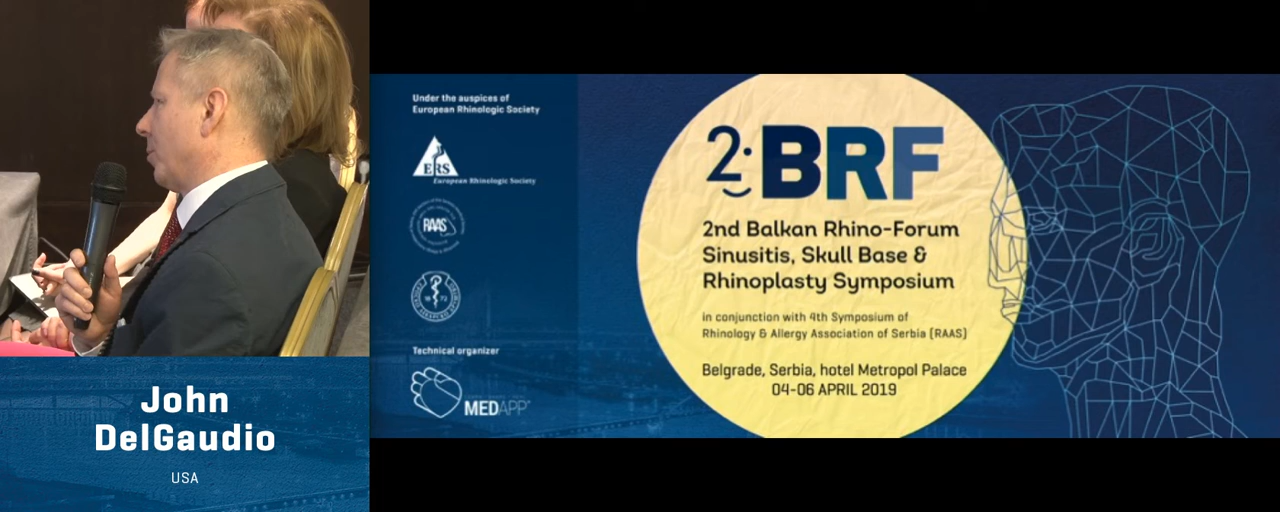 John
DelGaudio
USA
Under the auspices of
European Rhinologic Society
ERS
European Rhinologic Society
RAAS
18 72
Technical organizer
MEDAPP
2. BRF
2nd Balkan Rhino-Forum
Sinusitis, Skull Base &
Rhinoplasty Symposium
in conjunction with 4th Symposium of
Rhinology & Allergy Association of Serbia (RAAS)
Belgrade, Serbia, hotel Metropol Palace
04-06 APRIL 2019